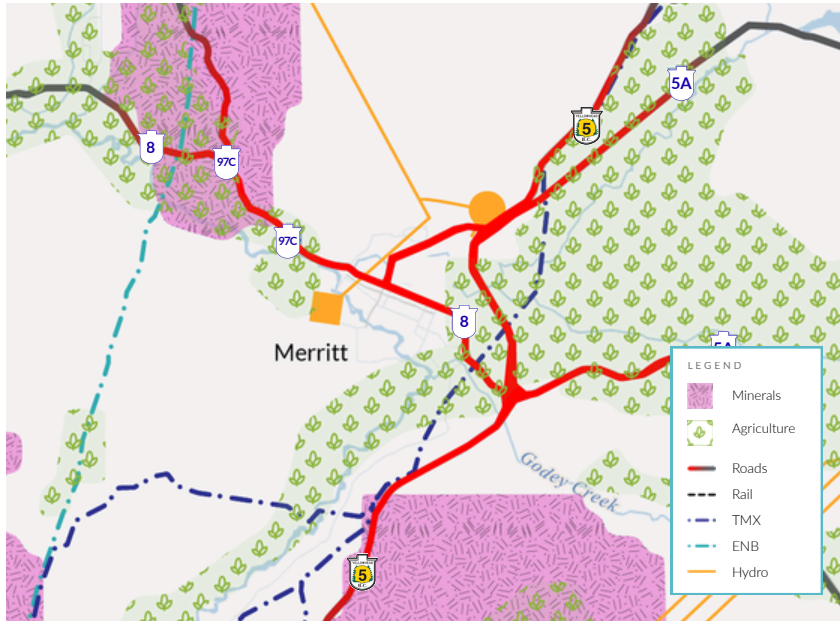 5A
5
8
97C
97C
8
Merritt
5A
LEGEND
Minerals
Agriculture
Roads
Rail
TMX
ENB
Hydro
Godey Creek
5